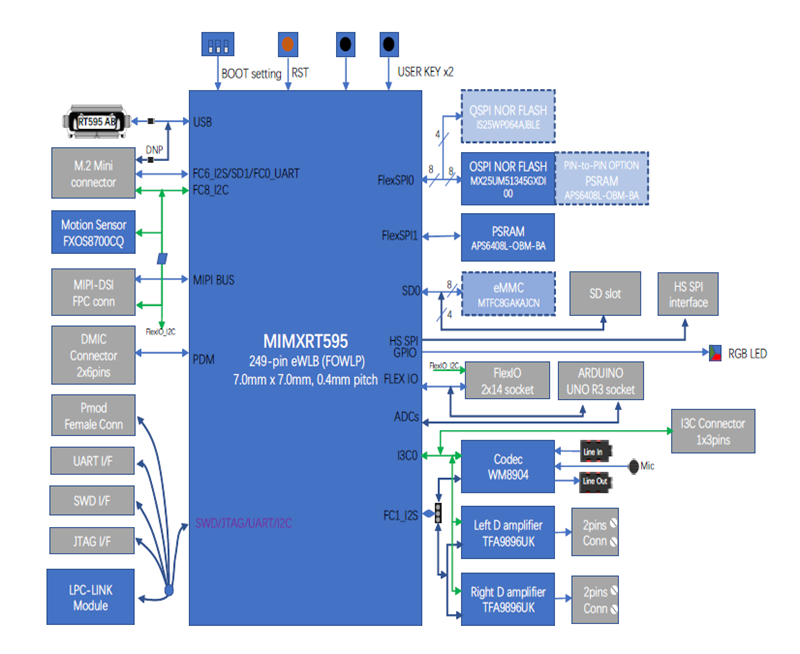 BOOT setting
RST
USER KEY x2
RT595 AB
USB
DNP
M.2 Mini
connector
FC6_I2S/SD1/FC0_UART
FC8_I2C
Motion Sensor
FXOS8700CQ
MIPI-DSI
FPC conn
MIPI BUS
FlexIO_I2C
DMIC
Connector
2x6pins
PDM
Pmod
Female Conn
UART I/F
SWD I/F
JTAG I/F
LPC-LINK
Module
SWD/JTAG/UART/I2C
MIMXRT595
249-pin eWLB (FOWLP)
7.0mm x 7.0mm, 0.4mm pitch
QSPI NOR FLASH
IS25WP064AJBLE
4
8
8
FlexSPI0
OSPI NOR FLASH
MX25UM51345GXDI
00
PIN-to-PIN OPTION
PSRAM
APS6408L-OBM-BA
FlexSPI1
PSRAM
APS6408L-OBM-BA
SD0
8
4
eMMC
MTFC8GAKAJCN
SD slot
HS SPI
interface
HS SPI
GPIO
RGB LED
FlexIO_I2C
FLEX IO
FlexIO
2x14 socket
ARDUINO
UNO R3 socket
ADCs
I3C Connector
1x3pins
I3C0
Codec
WM8904
Line In
Mic
Line Out
FC1_I2S
Left D amplifier
TFA9896UK
2pins
Conn
Right D amplifier
TFA9896UK
2pins
Conn